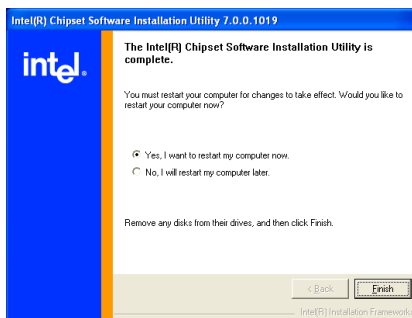 Intel(R) Chipset Software Installation Utility 7.0.0.1019
intel®
The Intel(R) Chipset Software Installation Utility is
complete.
You must restart your computer for changes to take effect. Would you like to
restart your computer now?
Yes, I want to restart my computer now.
No, I will restart my computer later.
Remove any disks from their drives, and then click Finish.
< Back
Finish
Intel(R) Installation Framework